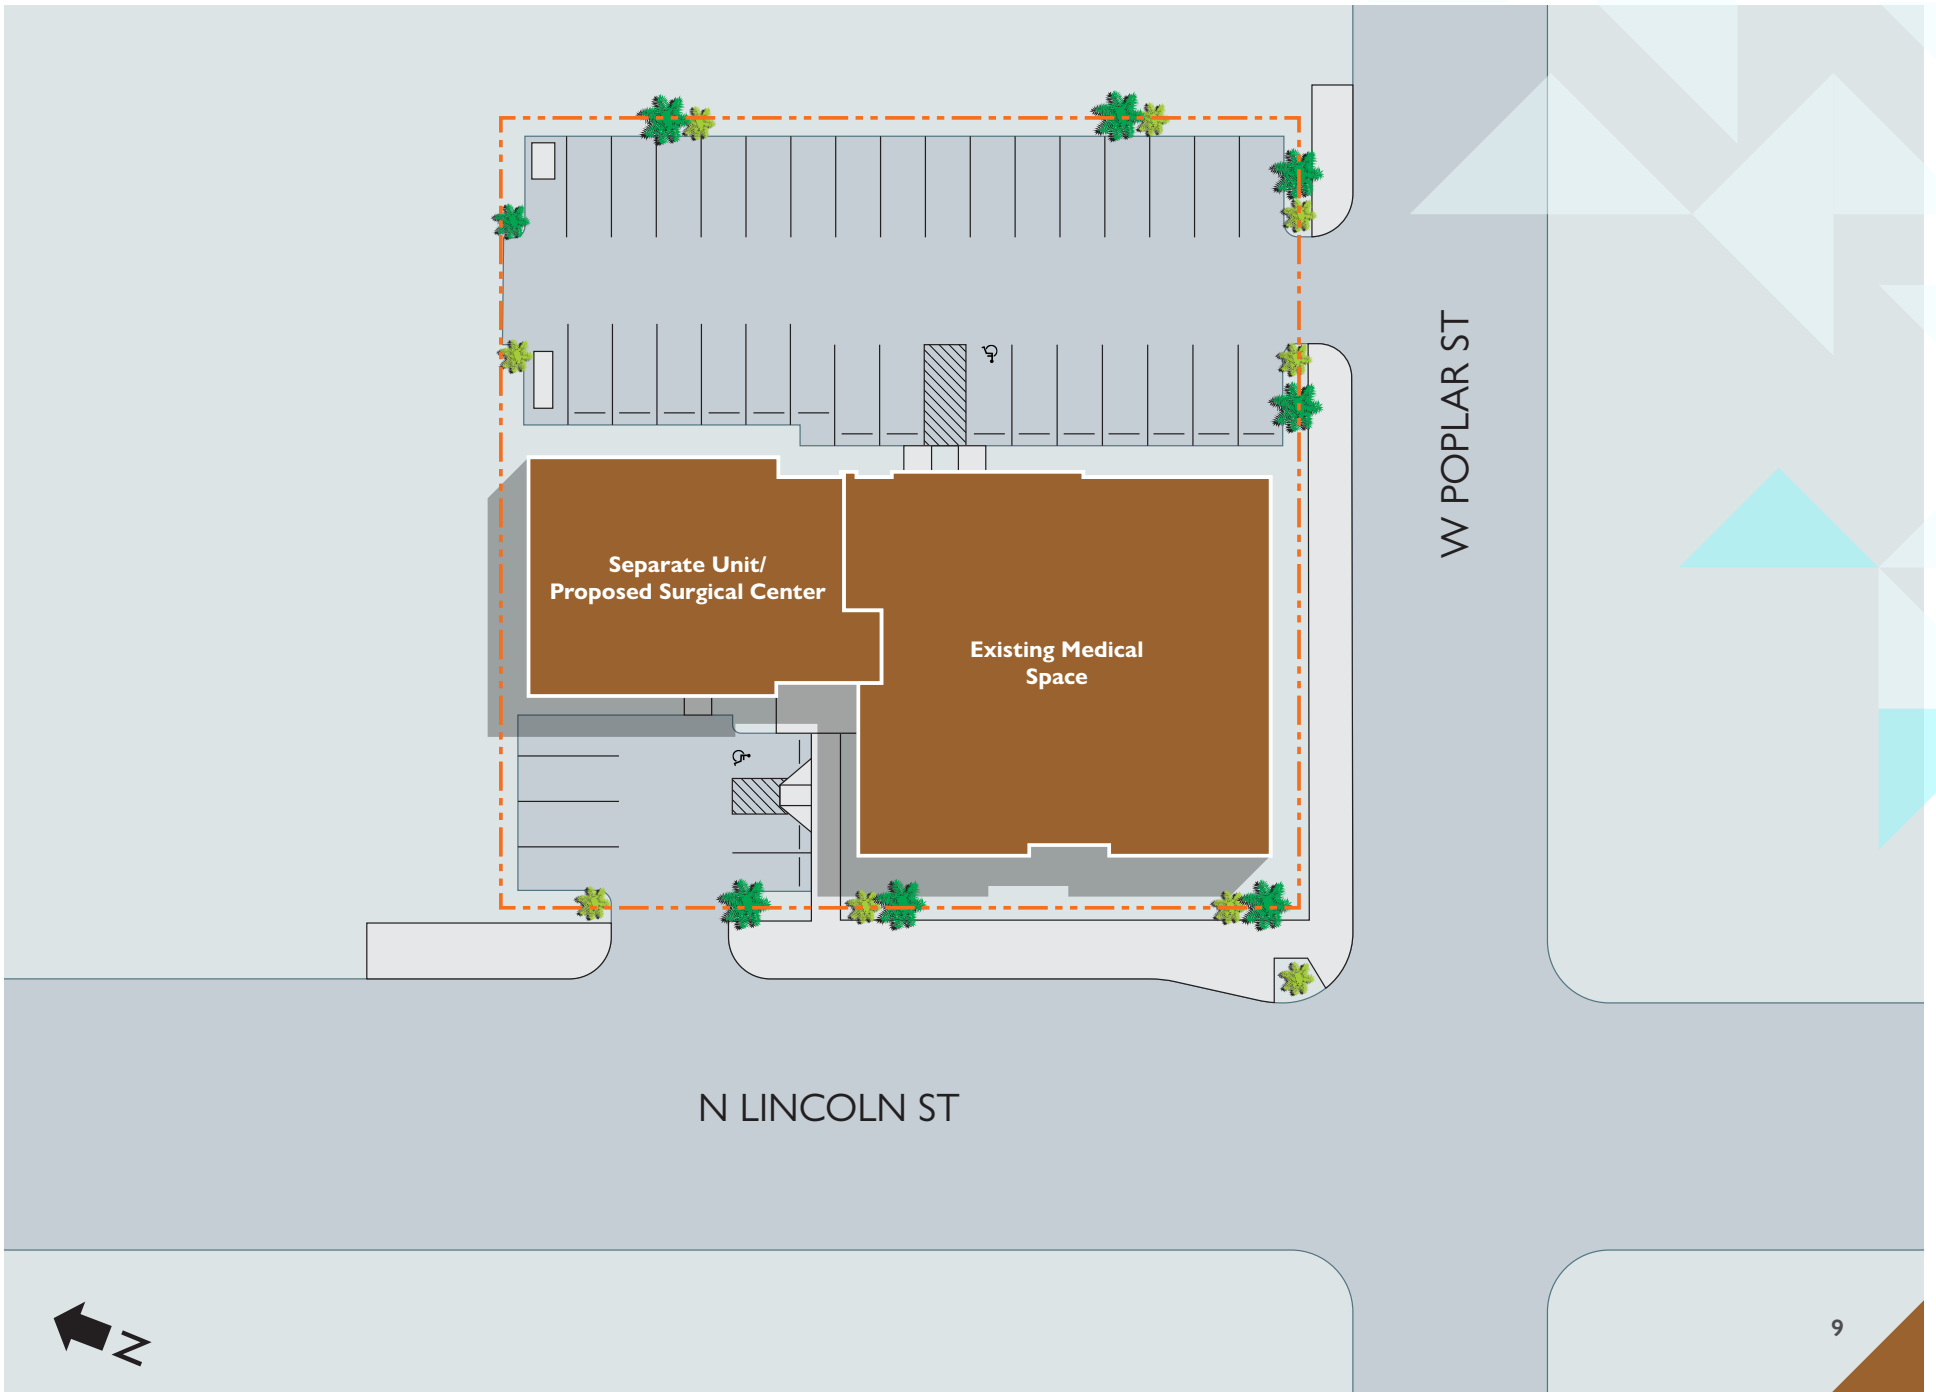 W POPLAR ST
Separate Unit/
Proposed Surgical Center
Existing Medical
Space
N LINCOLN ST
N
9